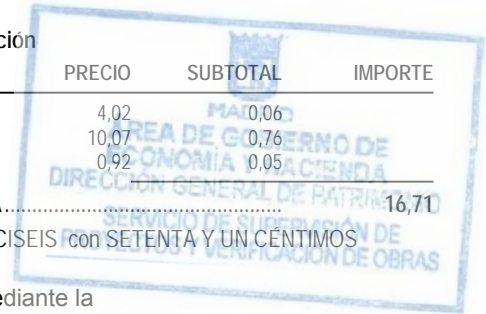 ción
PRECIO SUBTOTAL IMPORTE
4,02 0,06
10,07 0,76
0,92 0,05
MADRID
ÁREA DE GOBIERNO DE
ECONOMÍA Y HACIENDA
DIRECCIÓN GENERAL DE PATRIMONIO
SERVICIO DE SUPERVISIÓN DE
PROYECTOS Y VERIFICACIÓN DE OBRAS
A................................................................ 16,71
CISEIS con SETENTA Y UN CÉNTIMOS
ediante la